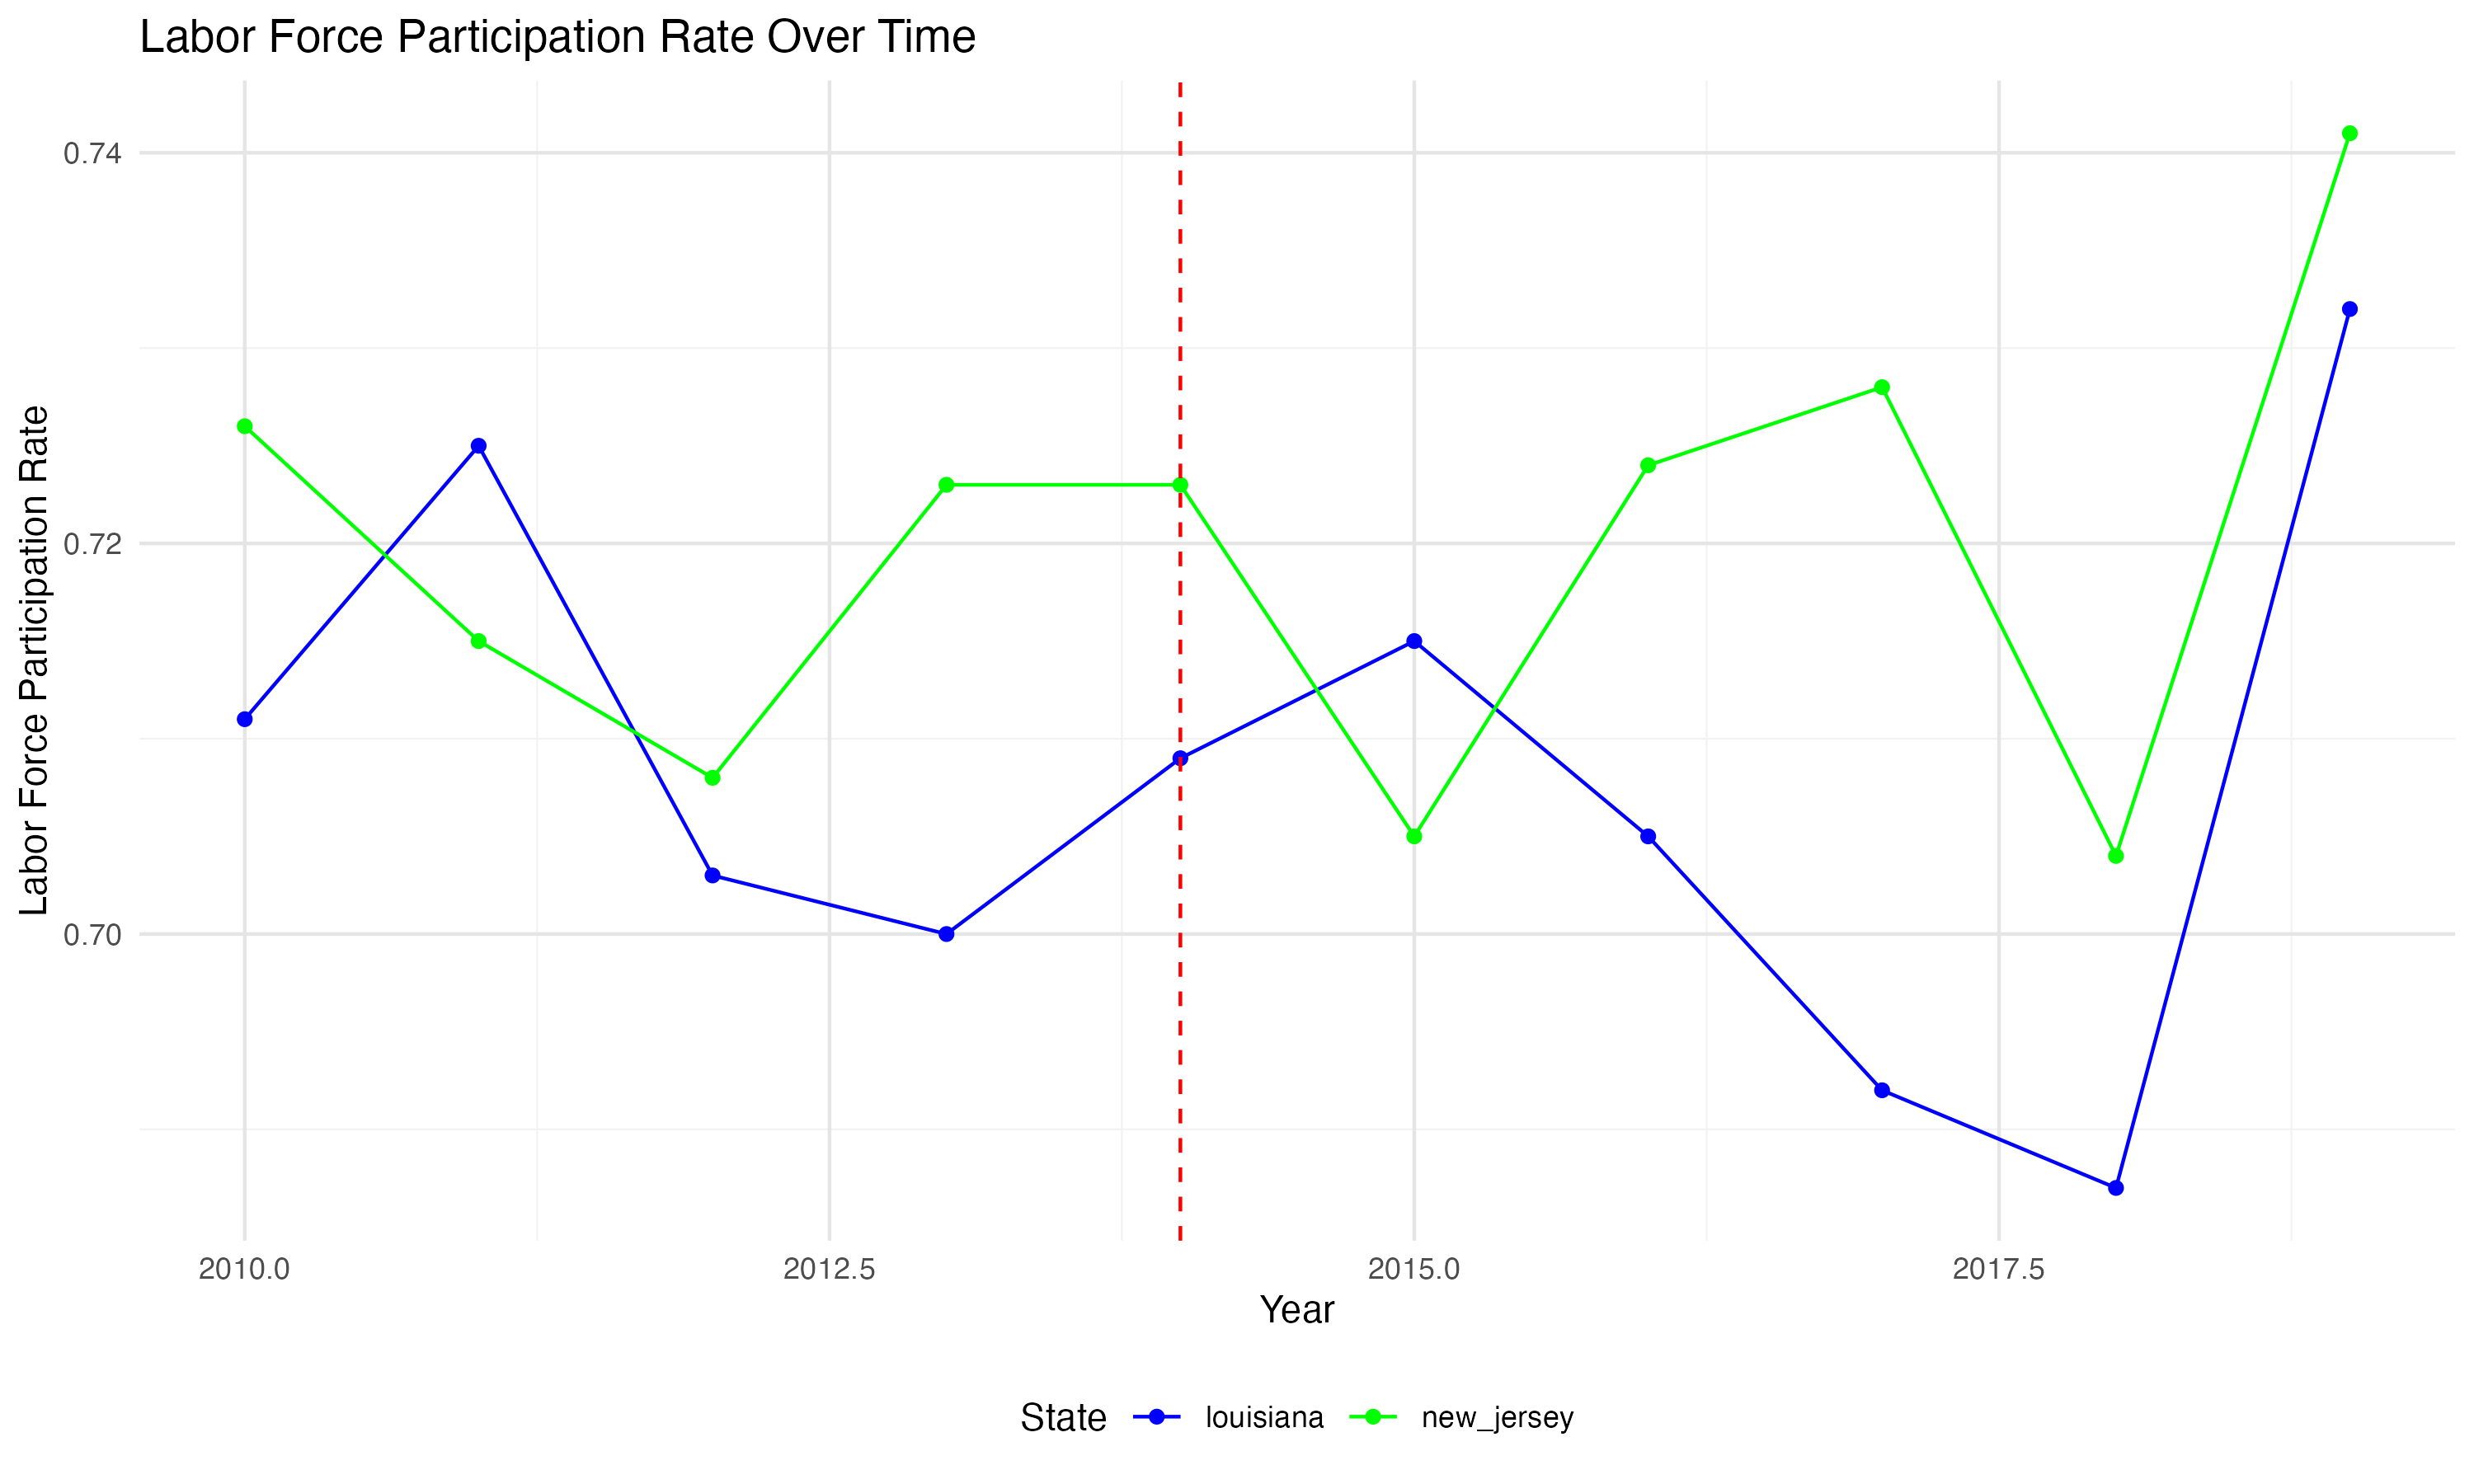 Labor Force Participation Rate Over Time
Labor Force Participation Rate
0.74
0.72
0.70
2010.0 2012.5 2015.0 2017.5
Year
State louisiana new_jersey